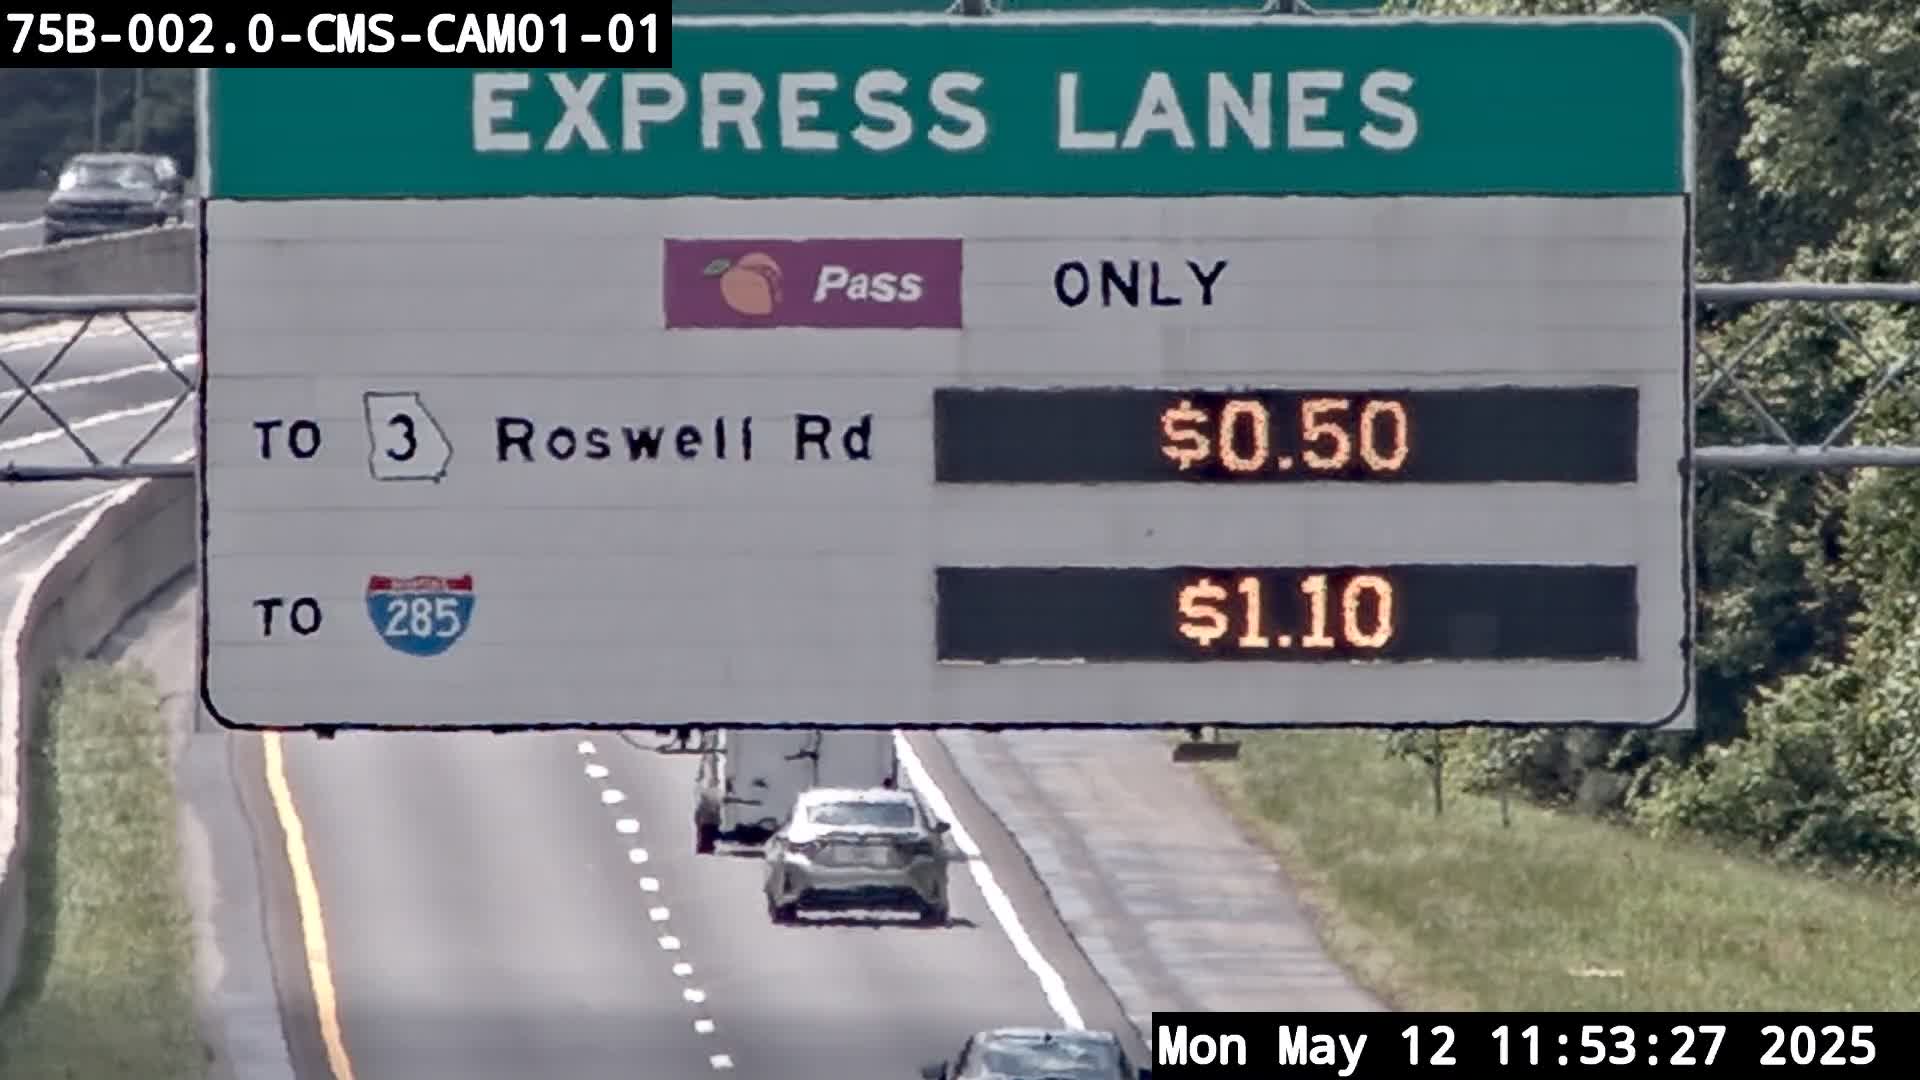 75B-002.0-CMS-CAM01-01
EXPRESS LANES
Pass ONLY
TO 3 Roswell Rd $0.50
TO 285 $1.10
Mon May 12 11:53:27 2025